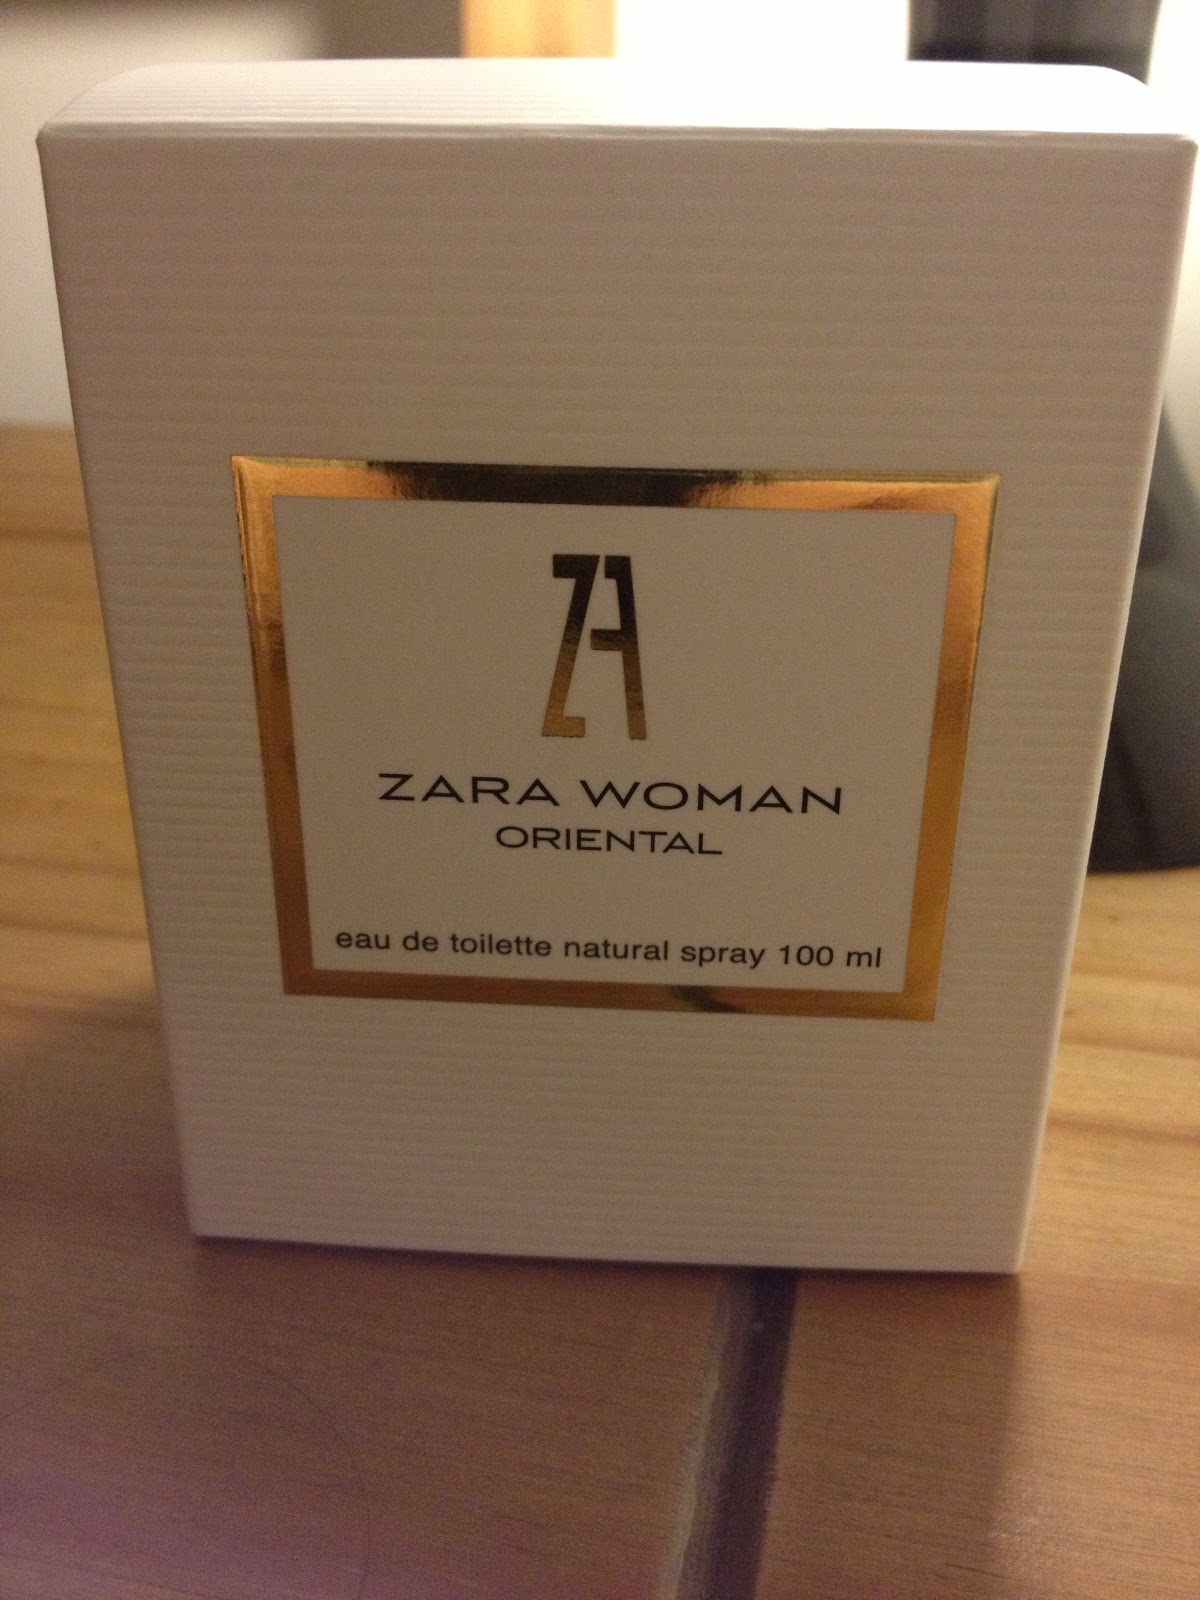 ZA
ZARA WOMAN
ORIENTAL
eau de toilette natural spray 100 ml